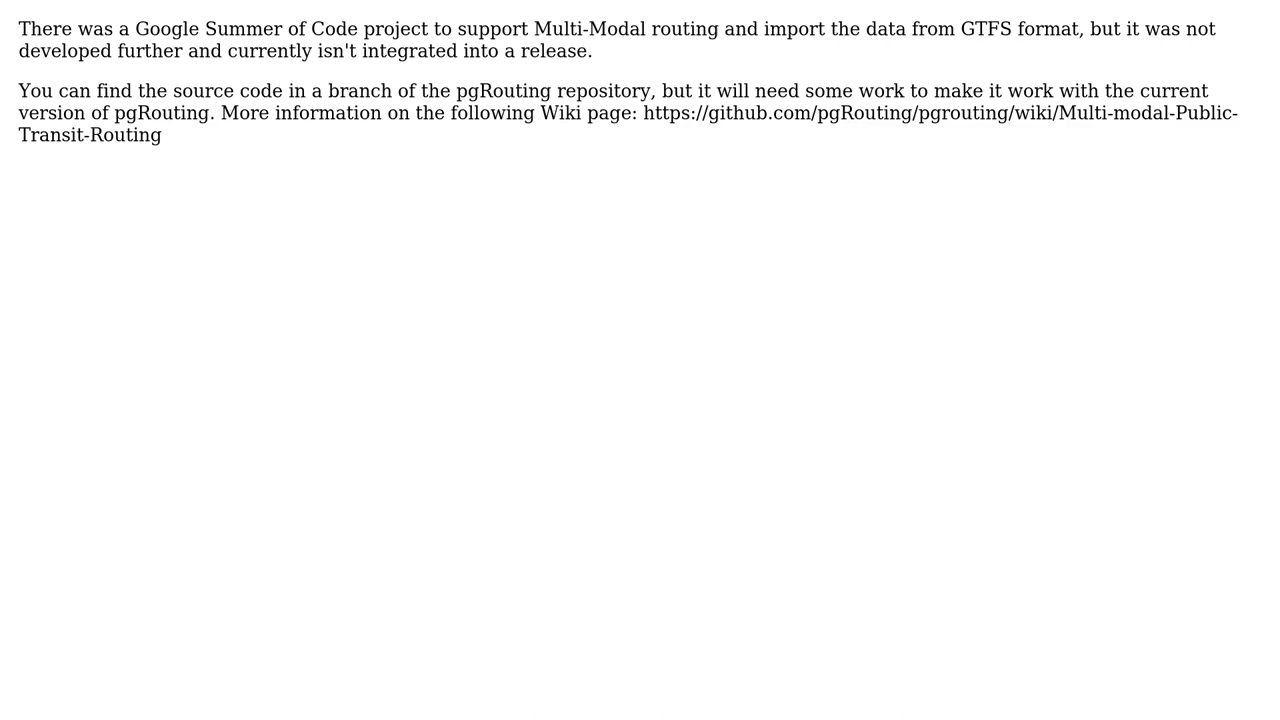 There was a Google Summer of Code project to support Multi-Modal routing and import the data from GTFS format, but it was not
developed further and currently isn't integrated into a release.
You can find the source code in a branch of the pgRouting repository, but it will need some work to make it work with the current
version of pgRouting. More information on the following Wiki page: https://github.com/pgRouting/pgrouting/wiki/Multi-modal-Public-
Transit-Routing